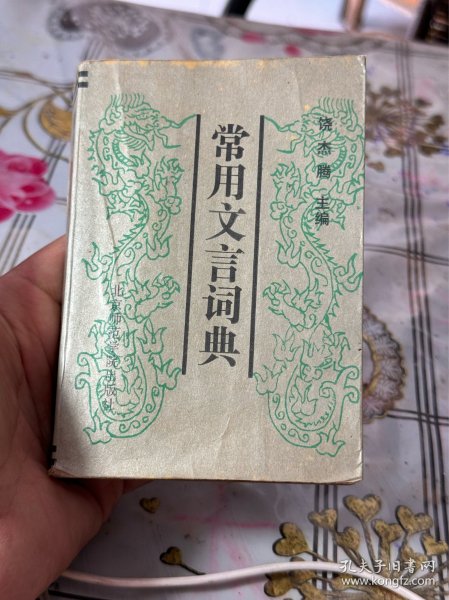 常用文言词典
饶杰腾 主编
北京师范学院出版社
孔夫子旧书网
www.kongfz.com